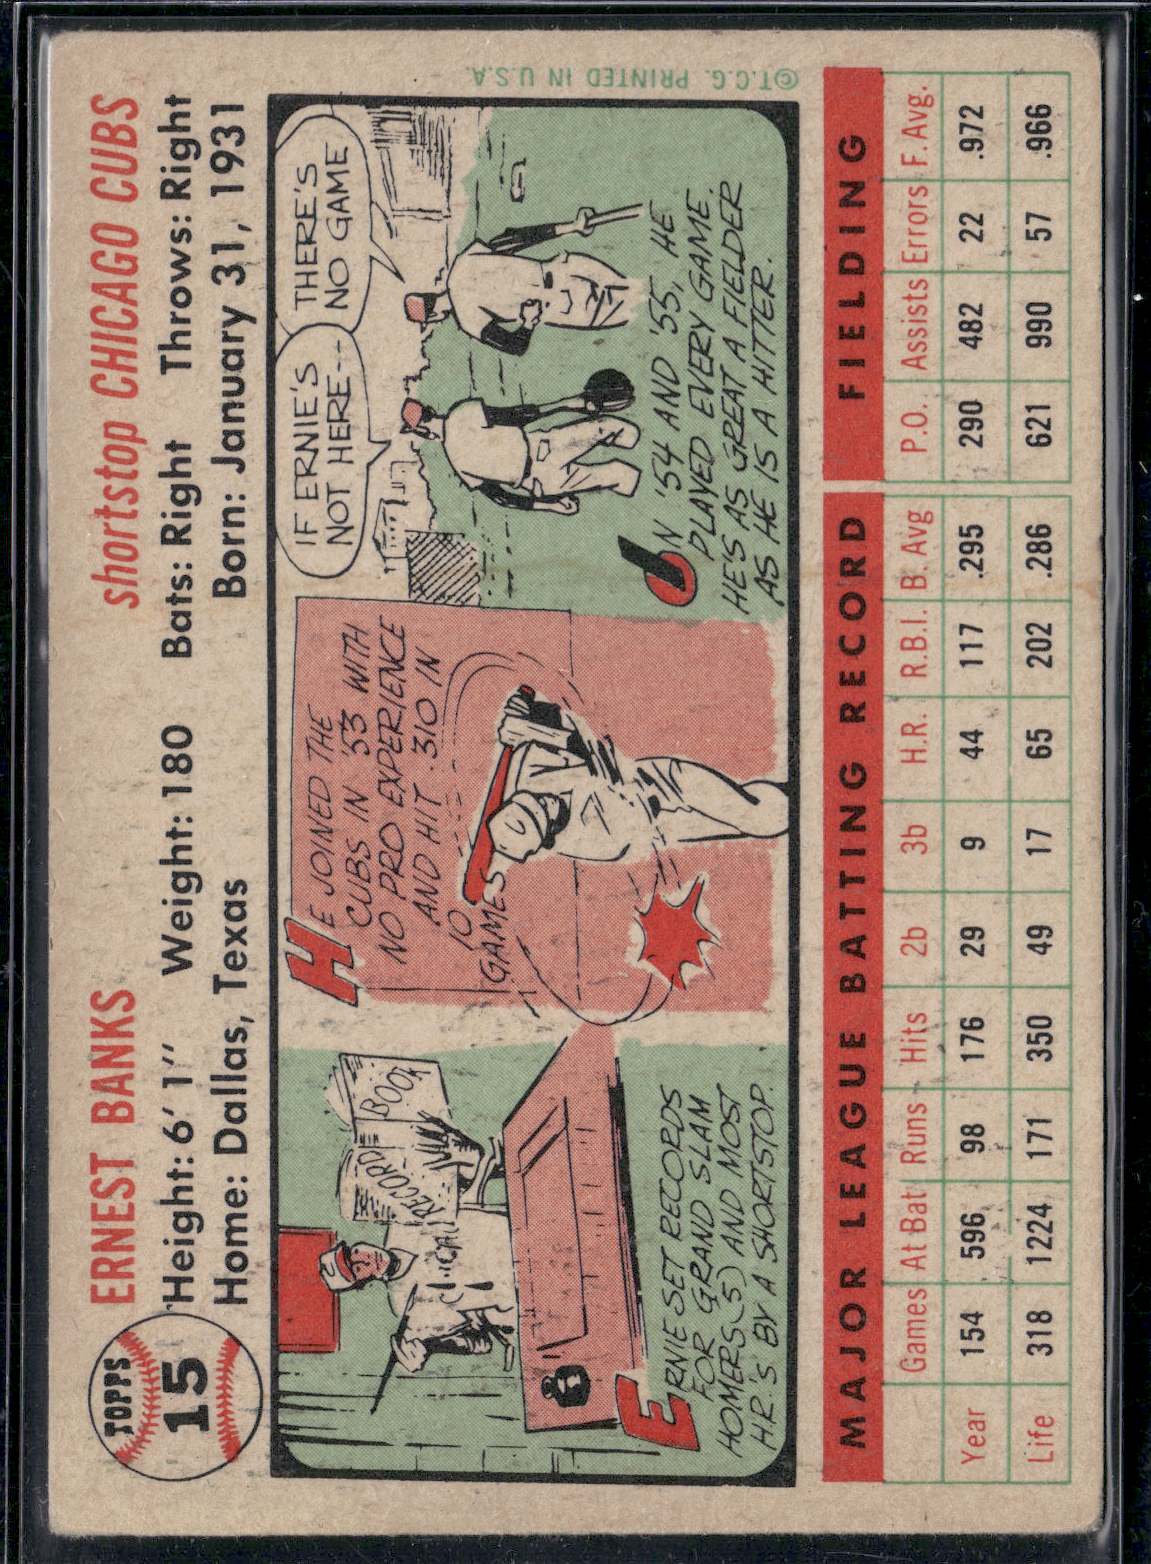 TOPPS
15
ERNEST BANKS shortstop CHICAGO CUBS
Height: 6' 1" Weight: 180 Bats: Right Throws: Right
Home: Dallas, Texas Born: January 31, 1931
RECORD BOOK
CHICAG
ERNIE SET RECORDS
FOR GRAND SLAM
HOMERS (5) AND MOST
HR'S BY A SHORTSTOP.
HE JOINED THE
CUBS IN '53 WITH
NO PRO EXPERIENCE
AND HIT .310 IN
10
GAMES
IF ERNIE'S
NOT HERE--
THERE'S
NO GAME
IN '54 AND '55, HE
PLAYED EVERY GAME.
HE'S AS GREAT A FIELDER
AS HE IS A HITTER.
©T.C.G. PRINTED IN U.S.A.
MAJOR LEAGUE BATTING RECORD FIELDING
Games At Bat Runs Hits 2b 3b H.R. R.B.I. B. Avg P.O. Assists Errors F. Avg.
Year 154 596 98 176 29 9 44 117 .295 290 482 22 .972
Life 318 1224 171 350 49 17 65 202 .286 621 990 57 .966